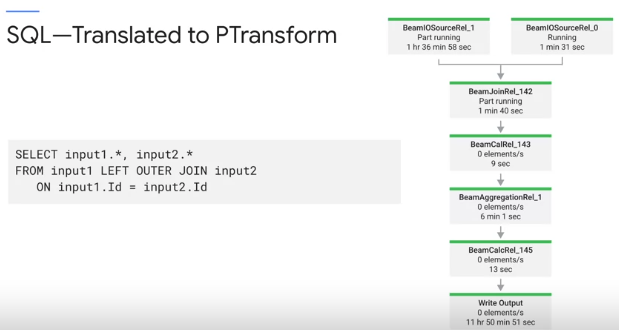 SQL—Translated to PTransform
SELECT input1.*, input2.*
FROM input1 LEFT OUTER JOIN input2
ON input1.Id = input2.Id
BeamIOSourceRel_1
Part running
1 hr 36 min 58 sec
BeamIOSourceRel_0
Running
1 min 31 sec
BeamJoinRel_142
Part running
1 min 40 sec
BeamCalRel_143
0 elements/s
9 sec
BeamAggregationRel_1
0 elements/s
6 min 1 sec
BeamCalcRel_145
0 elements/s
13 sec
Write Output
0 elements/s
11 hr 50 min 51 sec